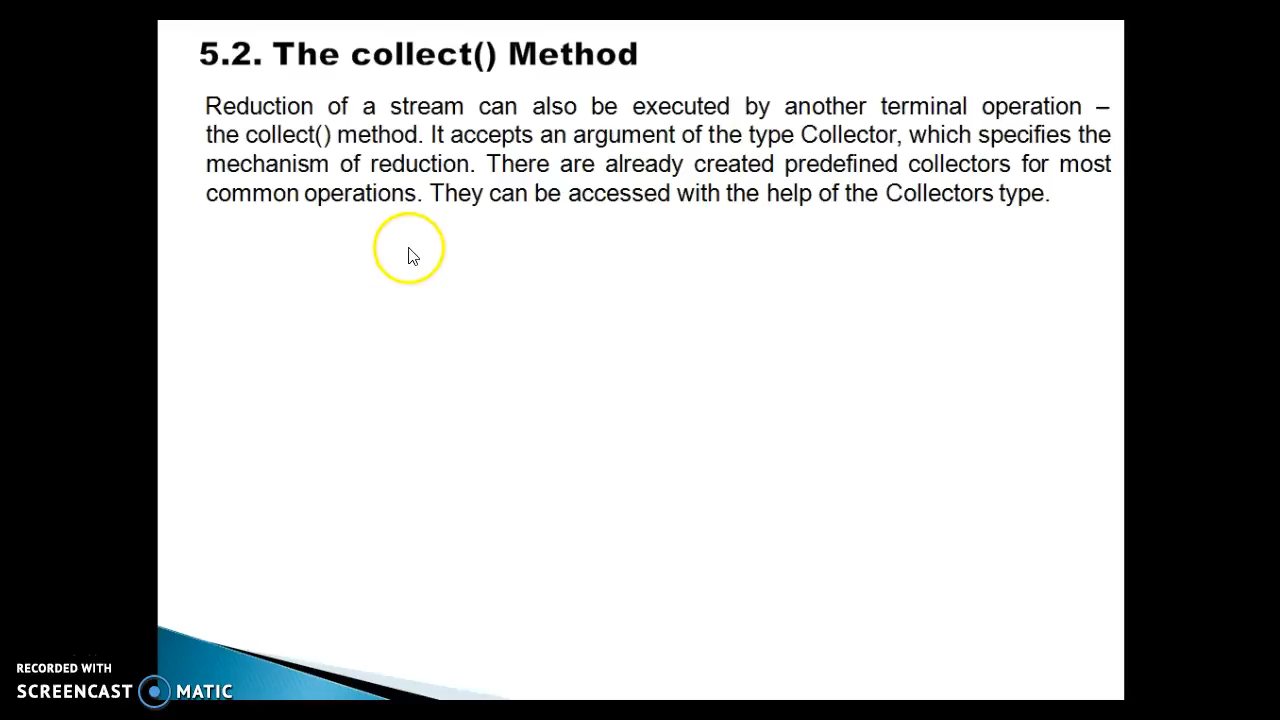 5.2. The collect() Method
Reduction of a stream can also be executed by another terminal operation –
the collect() method. It accepts an argument of the type Collector, which specifies the
mechanism of reduction. There are already created predefined collectors for most
common operations. They can be accessed with the help of the Collectors type.
RECORDED WITH
SCREENCAST MATIC